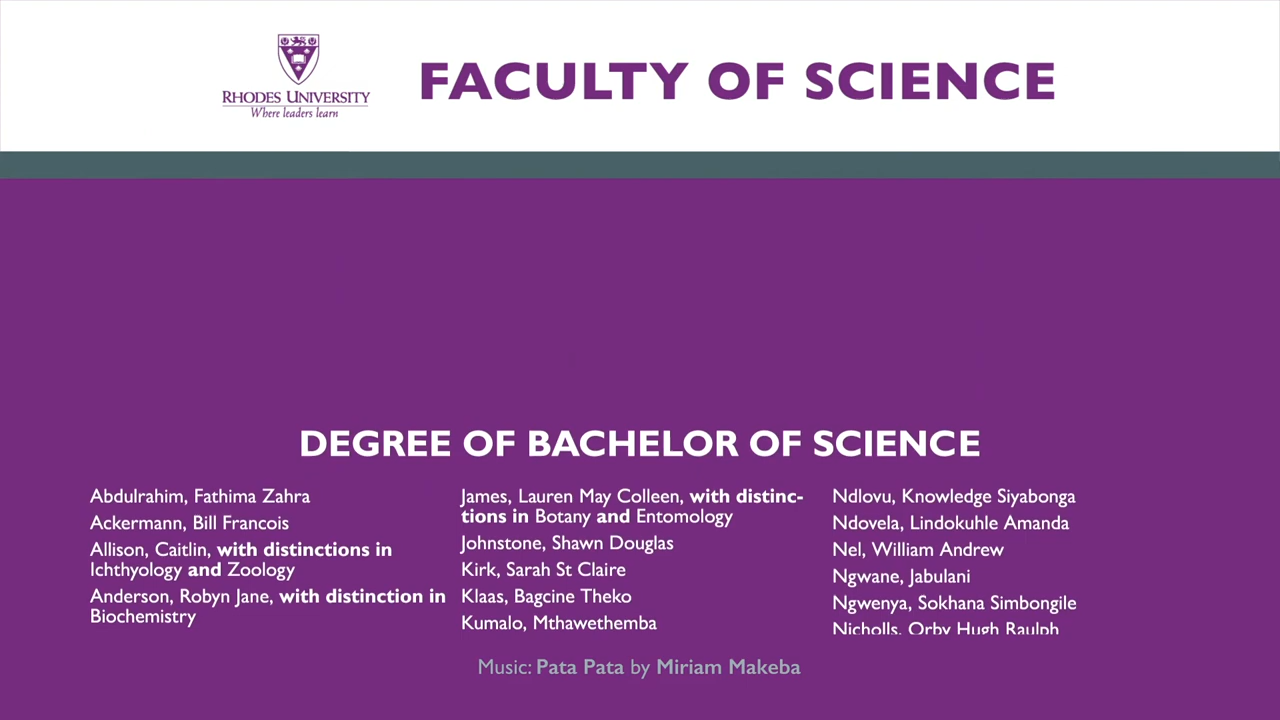 RHODES UNIVERSITY
Where leaders learn
FACULTY OF SCIENCE
DEGREE OF BACHELOR OF SCIENCE
Abdulrahim, Fathima Zahra
Ackermann, Bill Francois
Allison, Caitlin, with distinctions in
Ichthyology and Zoology
Anderson, Robyn Jane, with distinction in
Biochemistry
James, Lauren May Colleen, with distinc-
tions in Botany and Entomology
Johnstone, Shawn Douglas
Kirk, Sarah St Claire
Klaas, Bagcine Theko
Kumalo, Mthawethemba
Ndlovu, Knowledge Siyabonga
Ndovela, Lindokuhle Amanda
Nel, William Andrew
Ngwane, Jabulani
Ngwenya, Sokhana Simbongile
Nicholls, Orby Hugh Raulph
Music: Pata Pata by Miriam Makeba